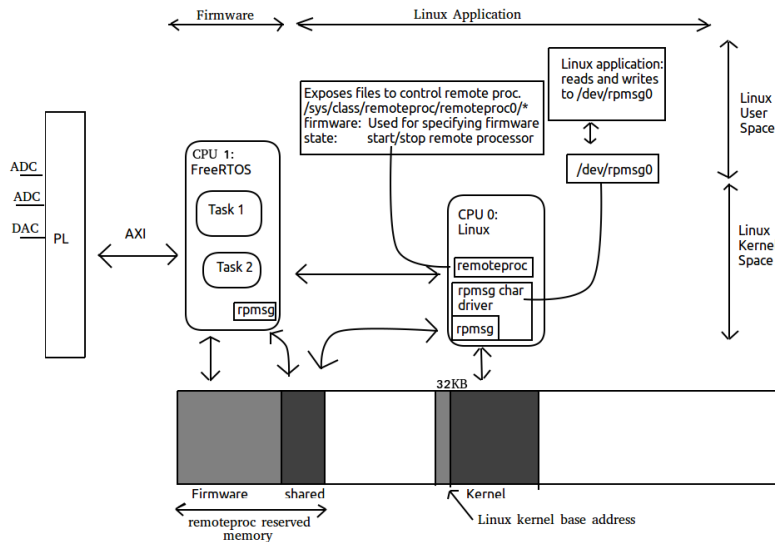 Firmware
Linux Application
Linux application:
reads and writes
to /dev/rpmsg0
Exposes files to control remote proc.
/sys/class/remoteproc/remoteproc0/*
firmware: Used for specifying firmware
state: start/stop remote processor
Linux
User
Space
/dev/rpmsg0
CPU 1:
FreeRTOS
Task 1
Task 2
rpmsg
ADC
ADC
DAC
PL
AXI
CPU 0:
Linux
remoteproc
rpmsg char
driver
rpmsg
Linux
Kernel
Space
32KB
Firmware
shared
Kernel
remoteproc reserved
memory
Linux kernel base address